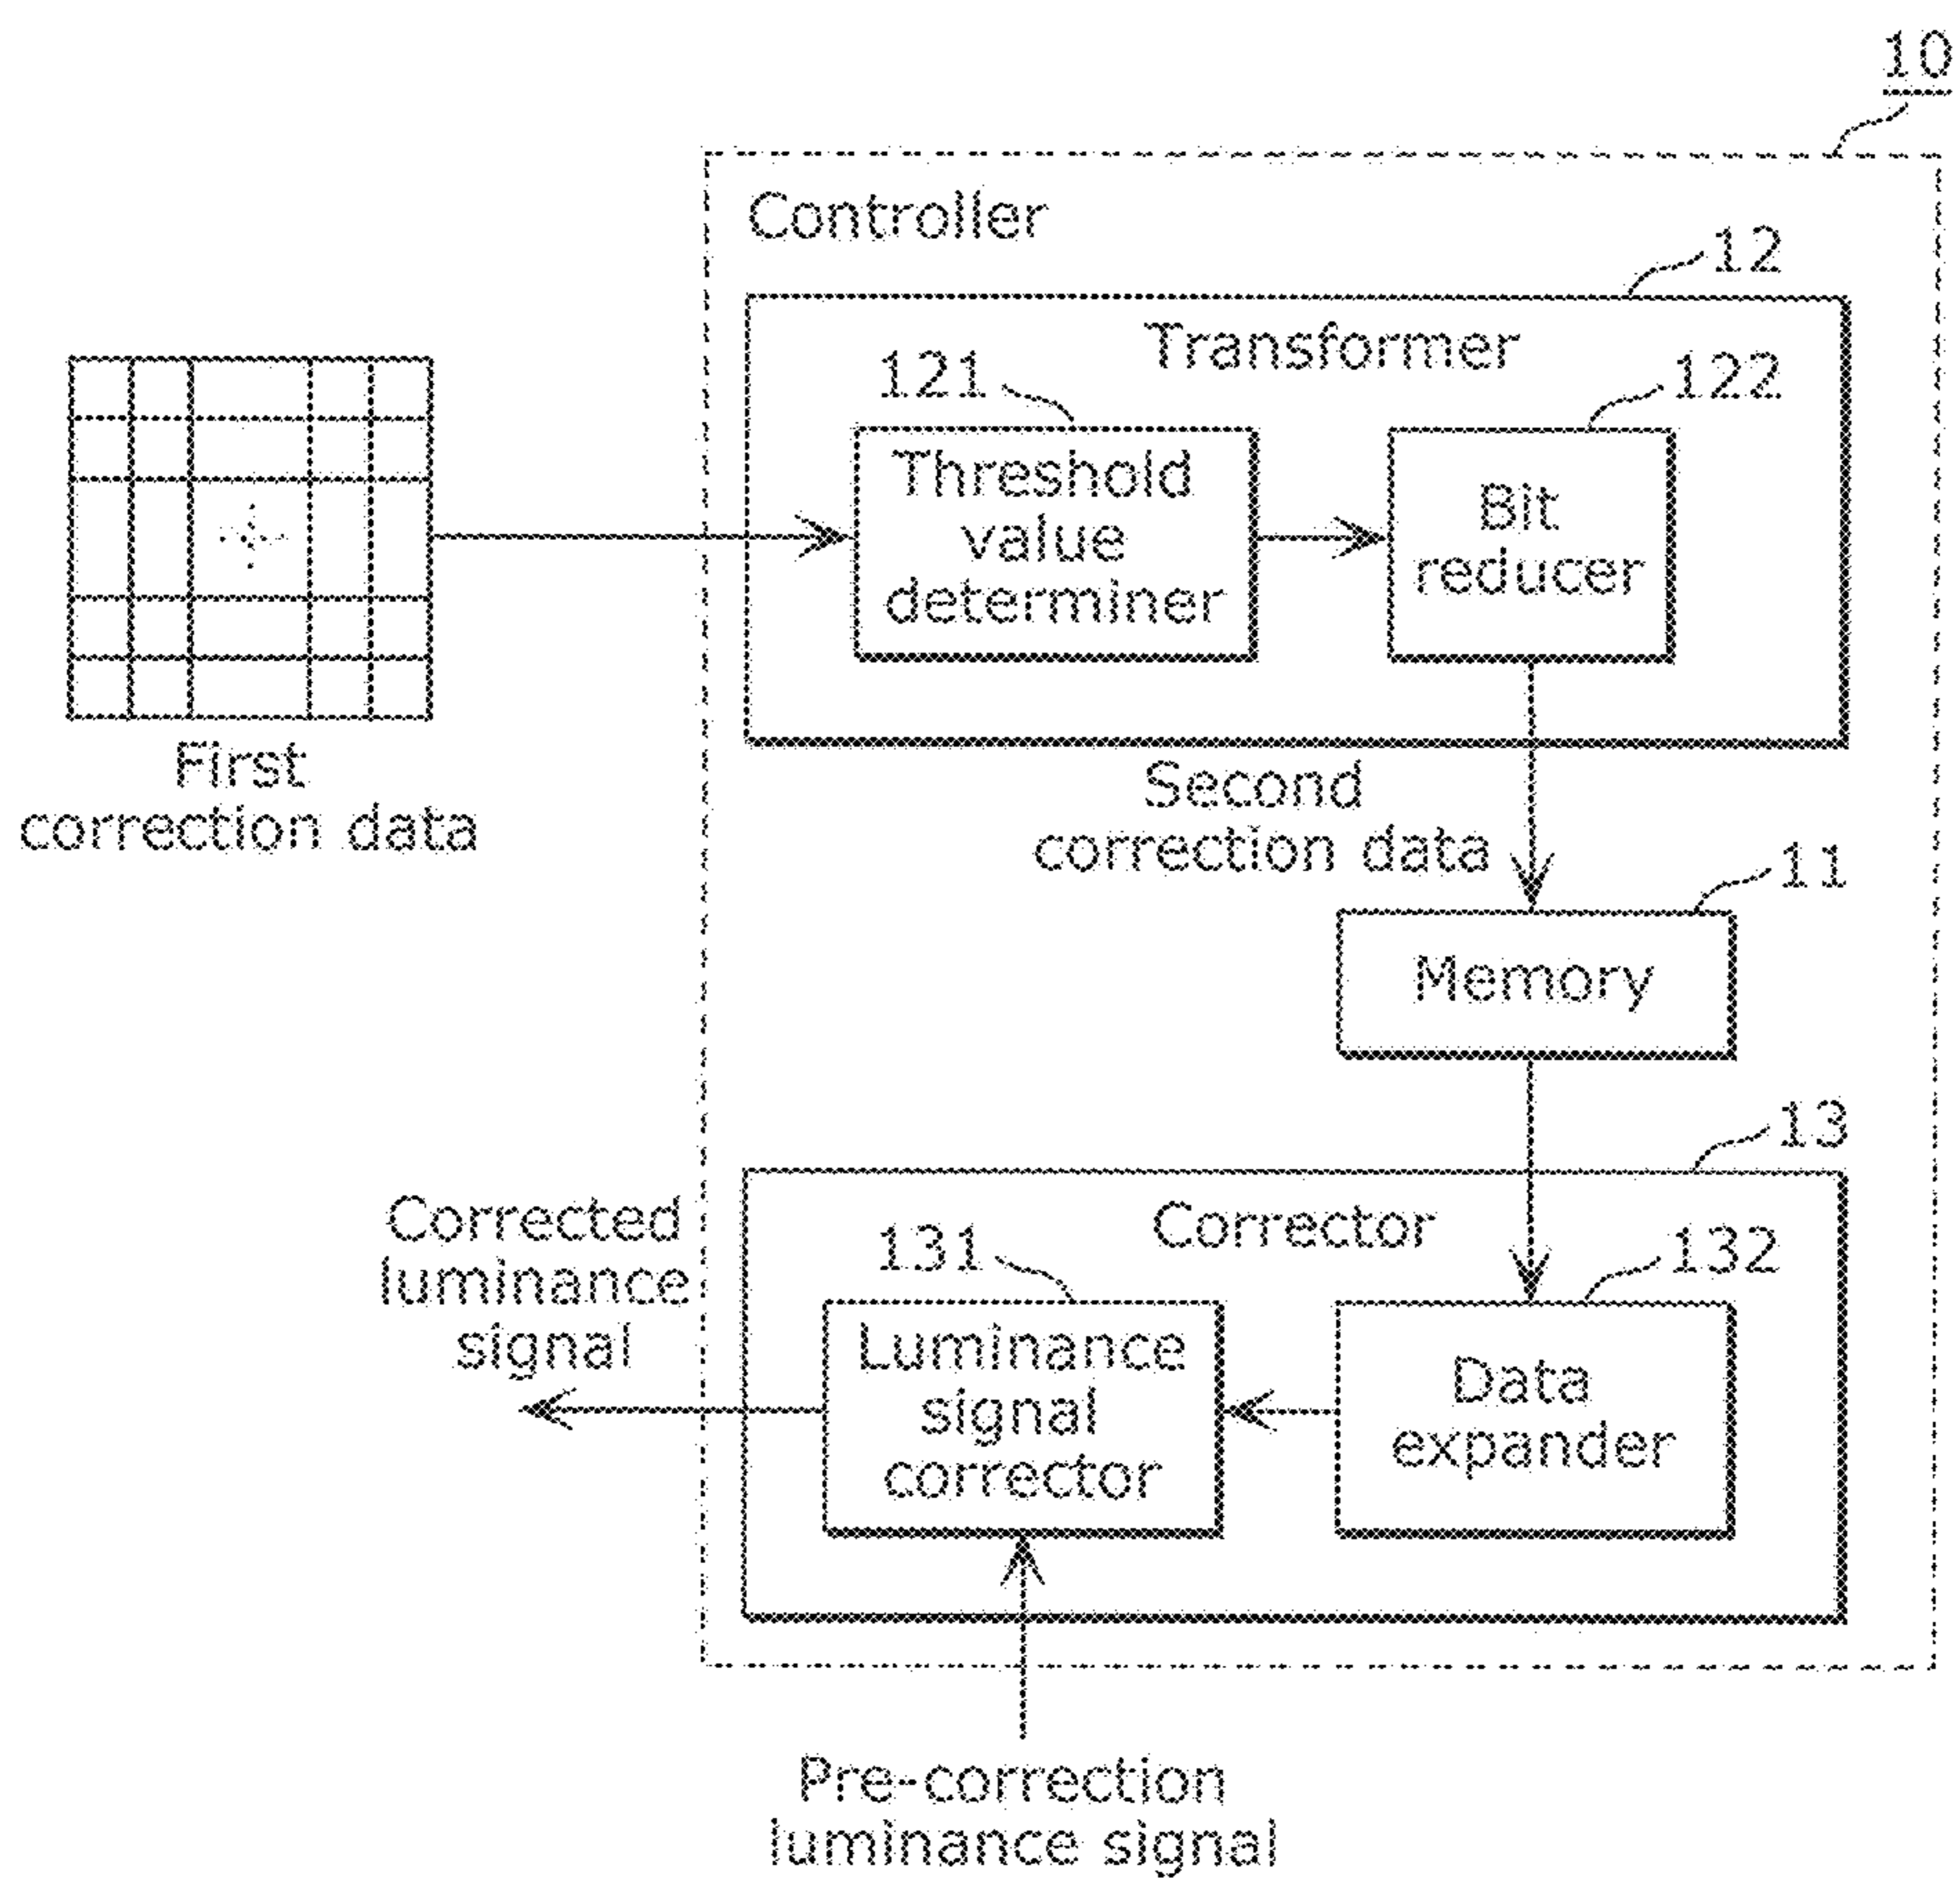 10
Controller
12
Transformer
121
122
Threshold
value
determiner
Bit
reducer
First
correction data
Second
correction data
11
Memory
13
Corrector
Corrected
luminance
signal
131
132
Luminance
signal
corrector
Data
expander
Pre-correction
luminance signal